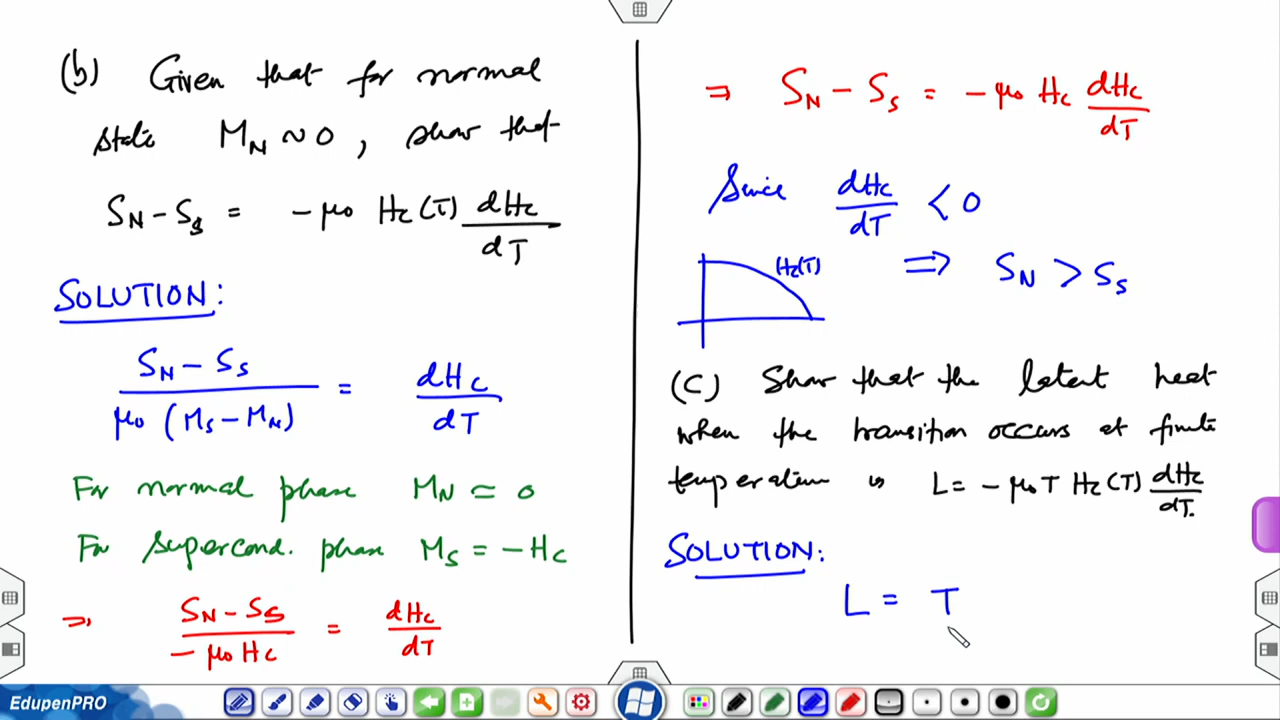 (b) Given that for normal
state M_N ~ 0, show that
S_N - S_s = - μ₀ H_c(T) dH_c/dT
SOLUTION:
(S_N - S_s)/(μ₀ (M_s - M_N)) = dH_c/dT
For normal phase M_N ≃ 0
For supercond. phase M_s = - H_c
⇒ (S_N - S_s)/(- μ₀ H_c) = dH_c/dT
⇒ S_N - S_s = - μ₀ H_c dH_c/dT
Since dH_c/dT < 0
H_c(T)
⇒ S_N > S_s
(C) Show that the latent heat
when the transition occurs at finite
temperature is L = - μ₀ T H_c(T) dH_c/dT.
SOLUTION:
L = T
EdupenPRO